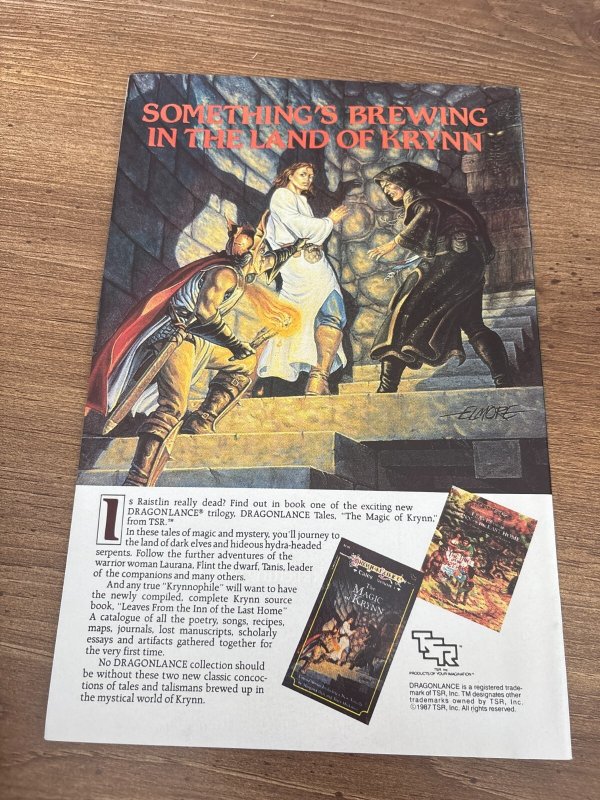 SOMETHING'S BREWING
IN THE LAND OF KRYNN
ELMORE
Is Raistlin really dead? Find out in book one of the exciting new
DRAGONLANCE® trilogy, DRAGONLANCE Tales, "The Magic of Krynn,"
from TSR.™
In these tales of magic and mystery, you'll journey to
the land of dark elves and hideous hydra-headed
serpents. Follow the further adventures of the
warrior woman Laurana, Flint the dwarf, Tanis, leader
of the companions and many others.
And any true "Krynnophile" will want to have
the newly compiled, complete Krynn source
book, "Leaves From the Inn of the Last Home"
A catalogue of all the poetry, songs, recipes,
maps, journals, lost manuscripts, scholarly
essays and artifacts gathered together for
the very first time.
No DRAGONLANCE collection should
be without these two new classic concoc-
tions of tales and talismans brewed up in
the mystical world of Krynn.
Tales
THE
MAGIC
OF KRYNN
TSR
TSR, Inc.
PRODUCTS OF YOUR IMAGINATION™
DRAGONLANCE is a registered trade-
mark of TSR, Inc. TM designates other
trademarks owned by TSR, Inc.
©1987 TSR, Inc. All rights reserved.